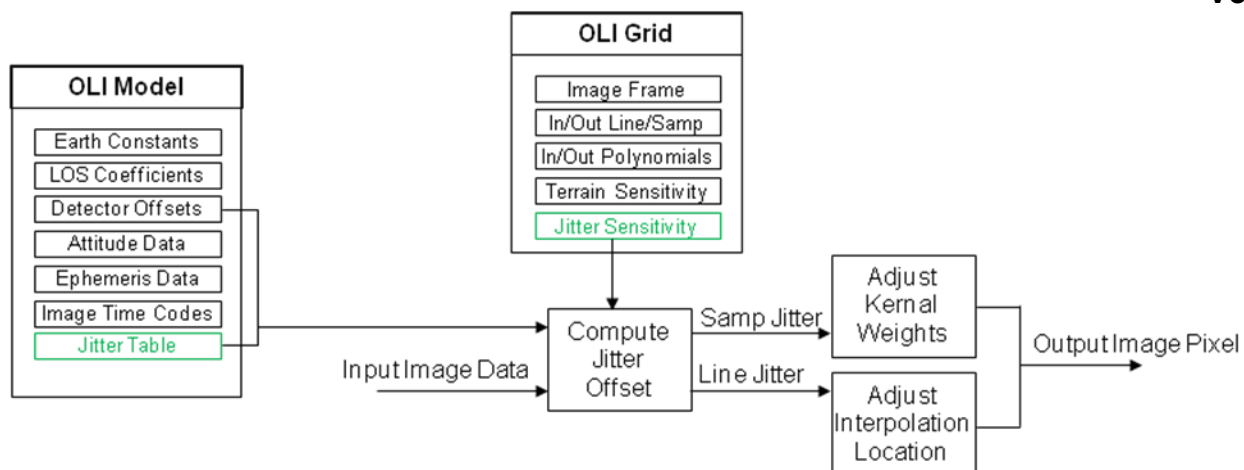 OLI Model
Earth Constants
LOS Coefficients
Detector Offsets
Attitude Data
Ephemeris Data
Image Time Codes
Jitter Table
OLI Grid
Image Frame
In/Out Line/Samp
In/Out Polynomials
Terrain Sensitivity
Jitter Sensitivity
Input Image Data
Compute
Jitter
Offset
Samp Jitter
Line Jitter
Adjust
Kernal
Weights
Adjust
Interpolation
Location
Output Image Pixel